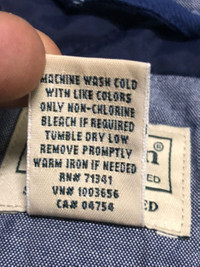 MACHINE WASH COLD
WITH LIKE COLORS
ONLY NON-CHLORINE
BLEACH IF REQUIRED
TUMBLE DRY LOW
REMOVE PROMPTLY
WARM IRON IF NEEDED
RN# 71341
VN# 1003656
CA# 04754